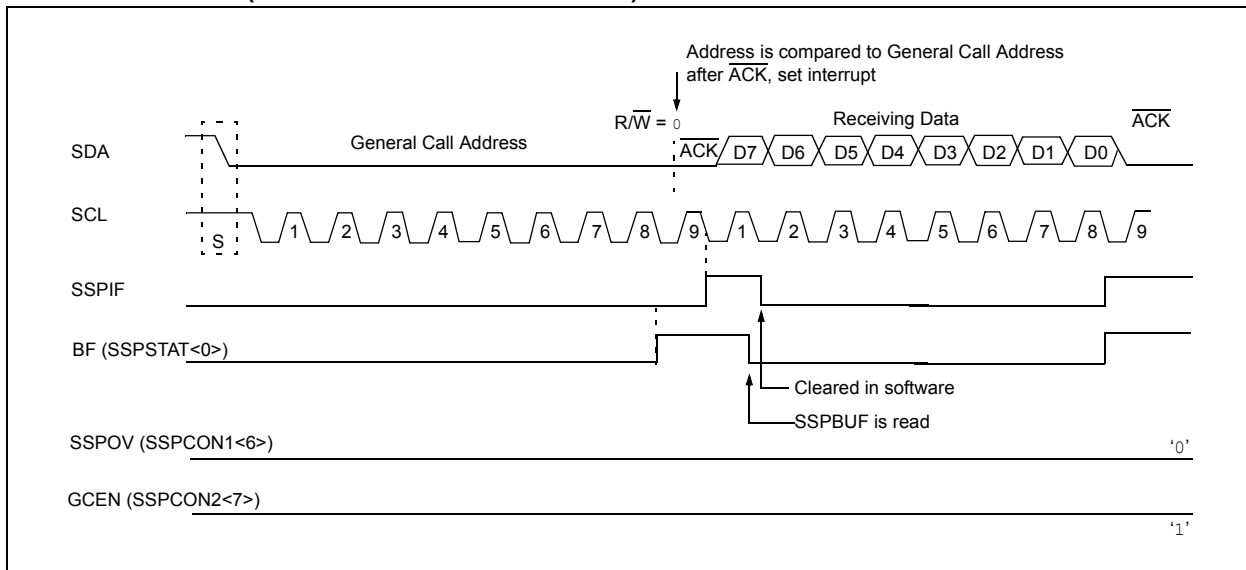 Address is compared to General Call Address
after ACK, set interrupt
R/W = 0
Receiving Data
ACK
SDA
General Call Address
ACK
D7 D6 D5 D4 D3 D2 D1 D0
SCL
S
1 2 3 4 5 6 7 8 9 1 2 3 4 5 6 7 8 9
SSPIF
BF (SSPSTAT<0>)
Cleared in software
SSPBUF is read
SSPOV (SSPCON1<6>)
‘0’
GCEN (SSPCON2<7>)
‘1’